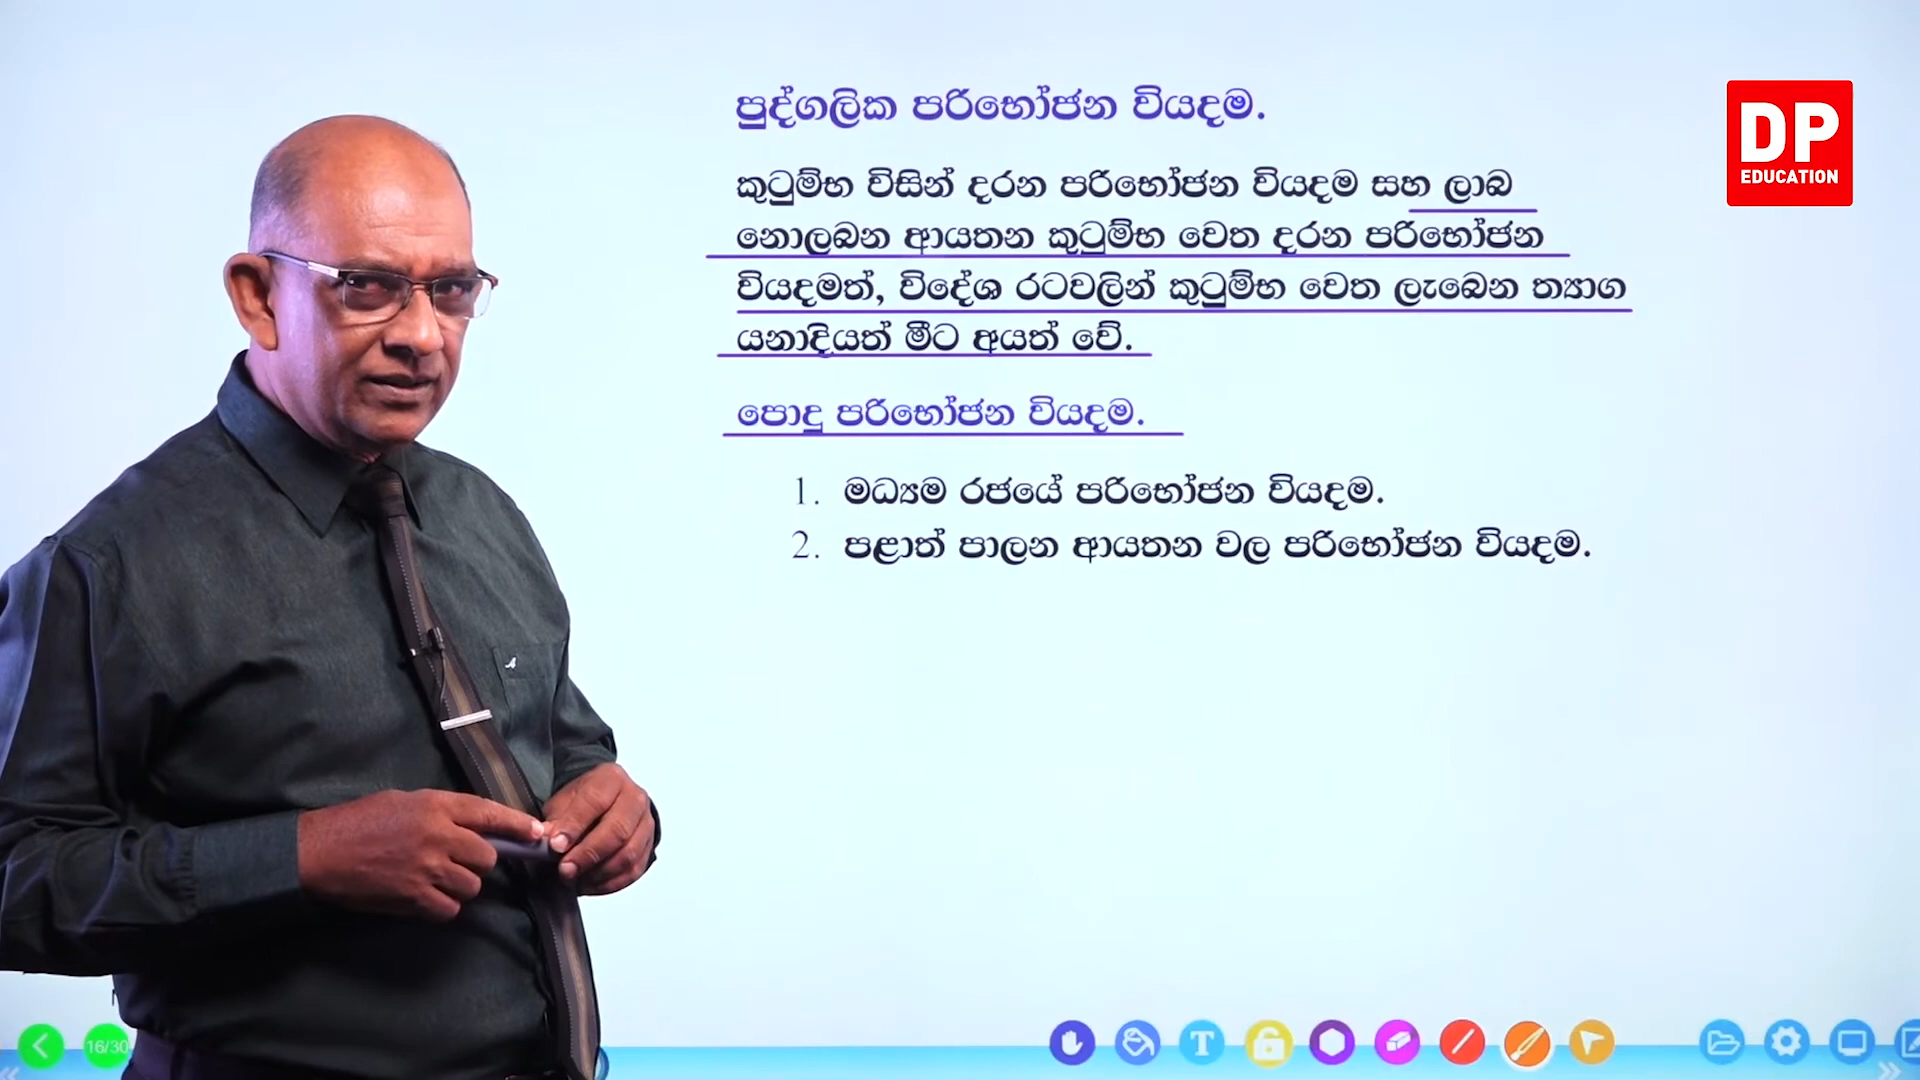 පුද්ගලික පරිභෝජන වියදම.
කුටුම්භ විසින් දරන පරිභෝජන වියදම සහ ලාබ
නොලබන ආයතන කුටුම්භ වෙත දරන පරිභෝජන
වියදමත්, විදේශ රටවලින් කුටුම්භ වෙත ලැබෙන ත්‍යාග
යනාදියත් මීට අයත් වේ.
පොදු පරිභෝජන වියදම.
1. මධ්‍යම රජයේ පරිභෝජන වියදම.
2. පළාත් පාලන ආයතන වල පරිභෝජන වියදම.
DP
EDUCATION
16/30
T